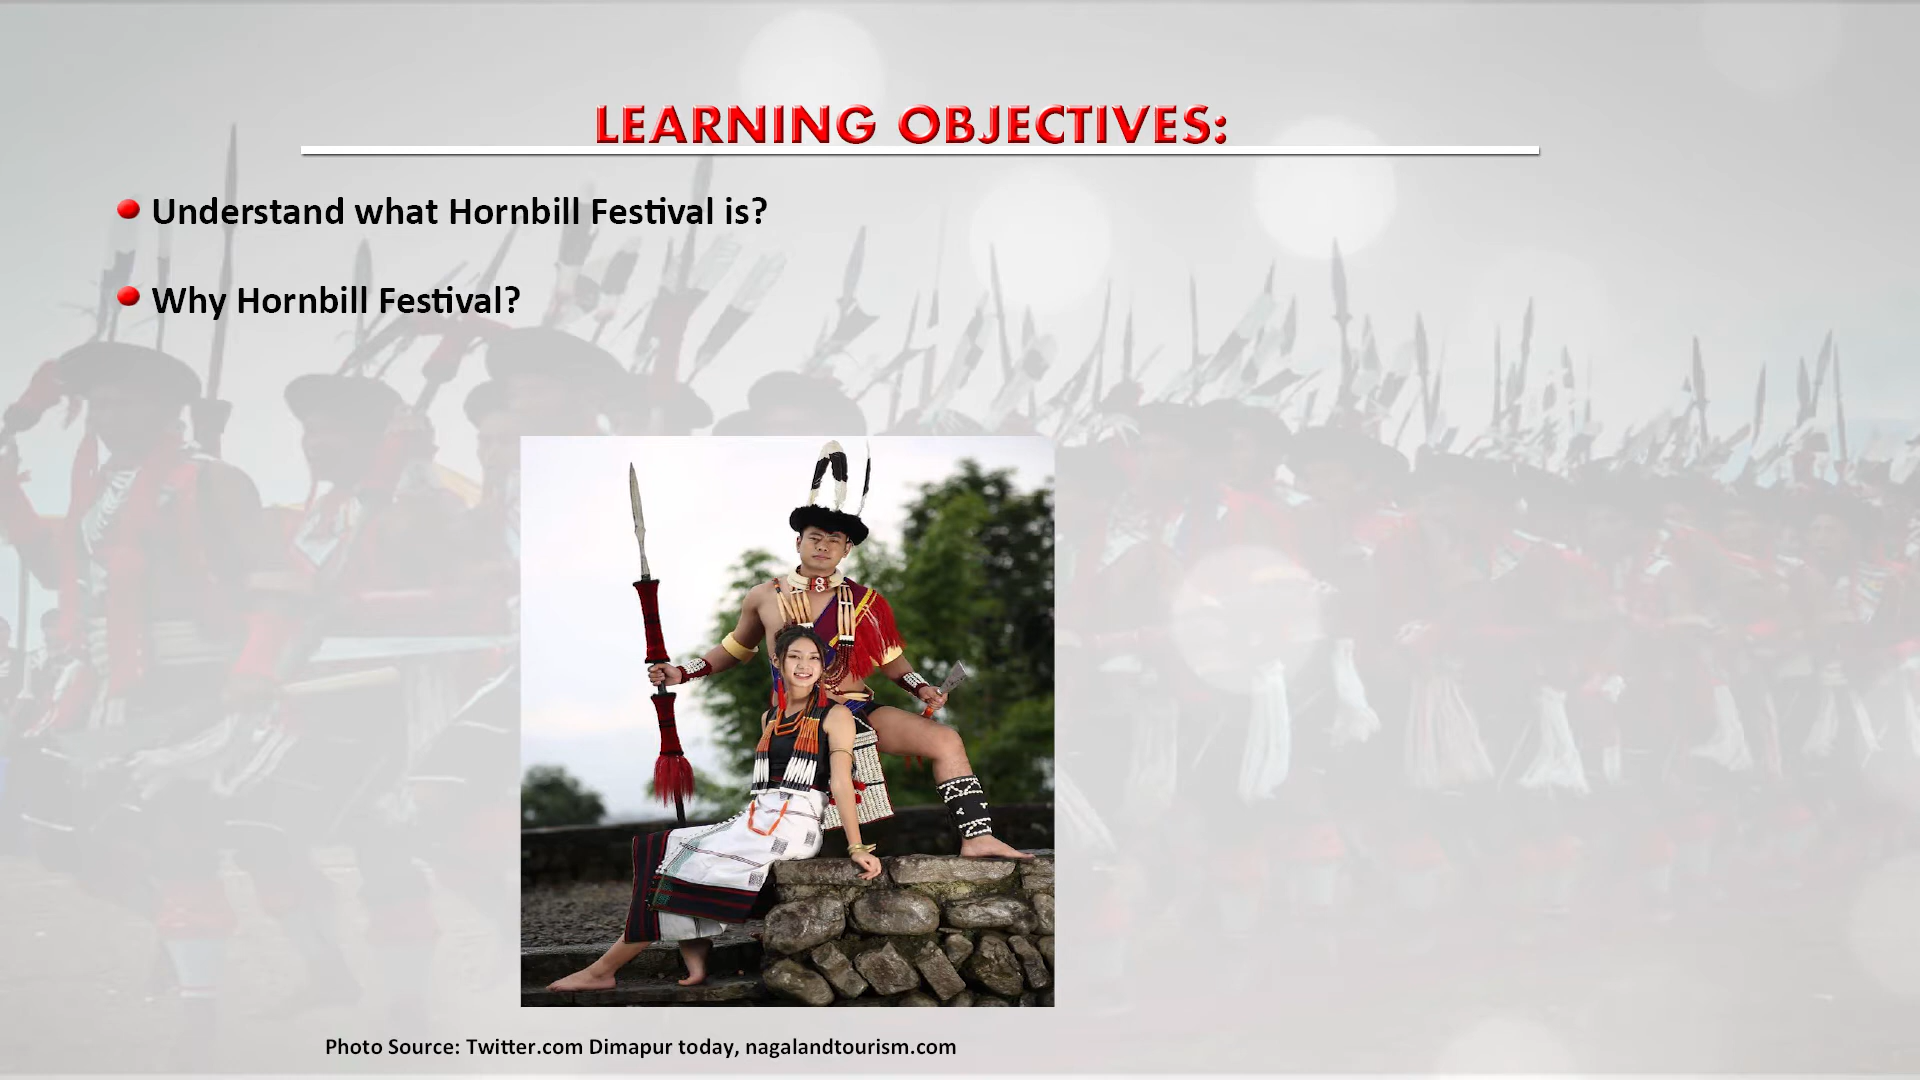 LEARNING OBJECTIVES:
Understand what Hornbill Festival is?
Why Hornbill Festival?
Photo Source: Twitter.com Dimapur today, nagalandtourism.com